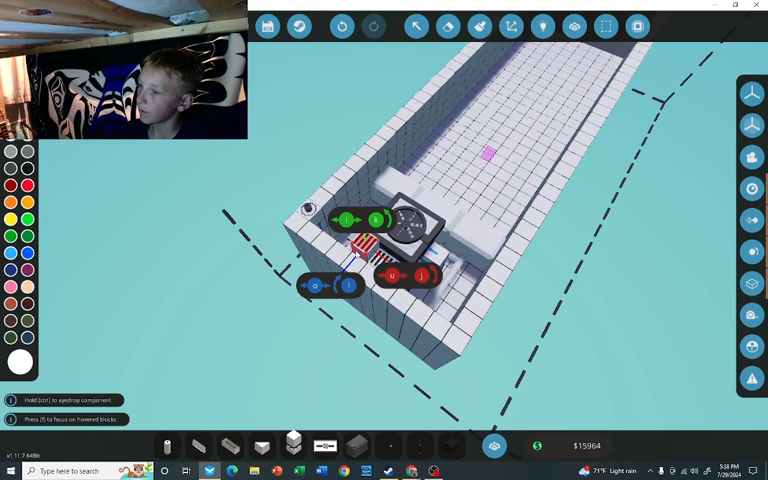 i k
u j
o l
Hold [ctrl] to eyedrop component
Press [f] to focus on hovered blocks
$ $15964
v1.11.7 64Bit
Type here to search
71°F Light rain
5:38 PM
7/29/2024